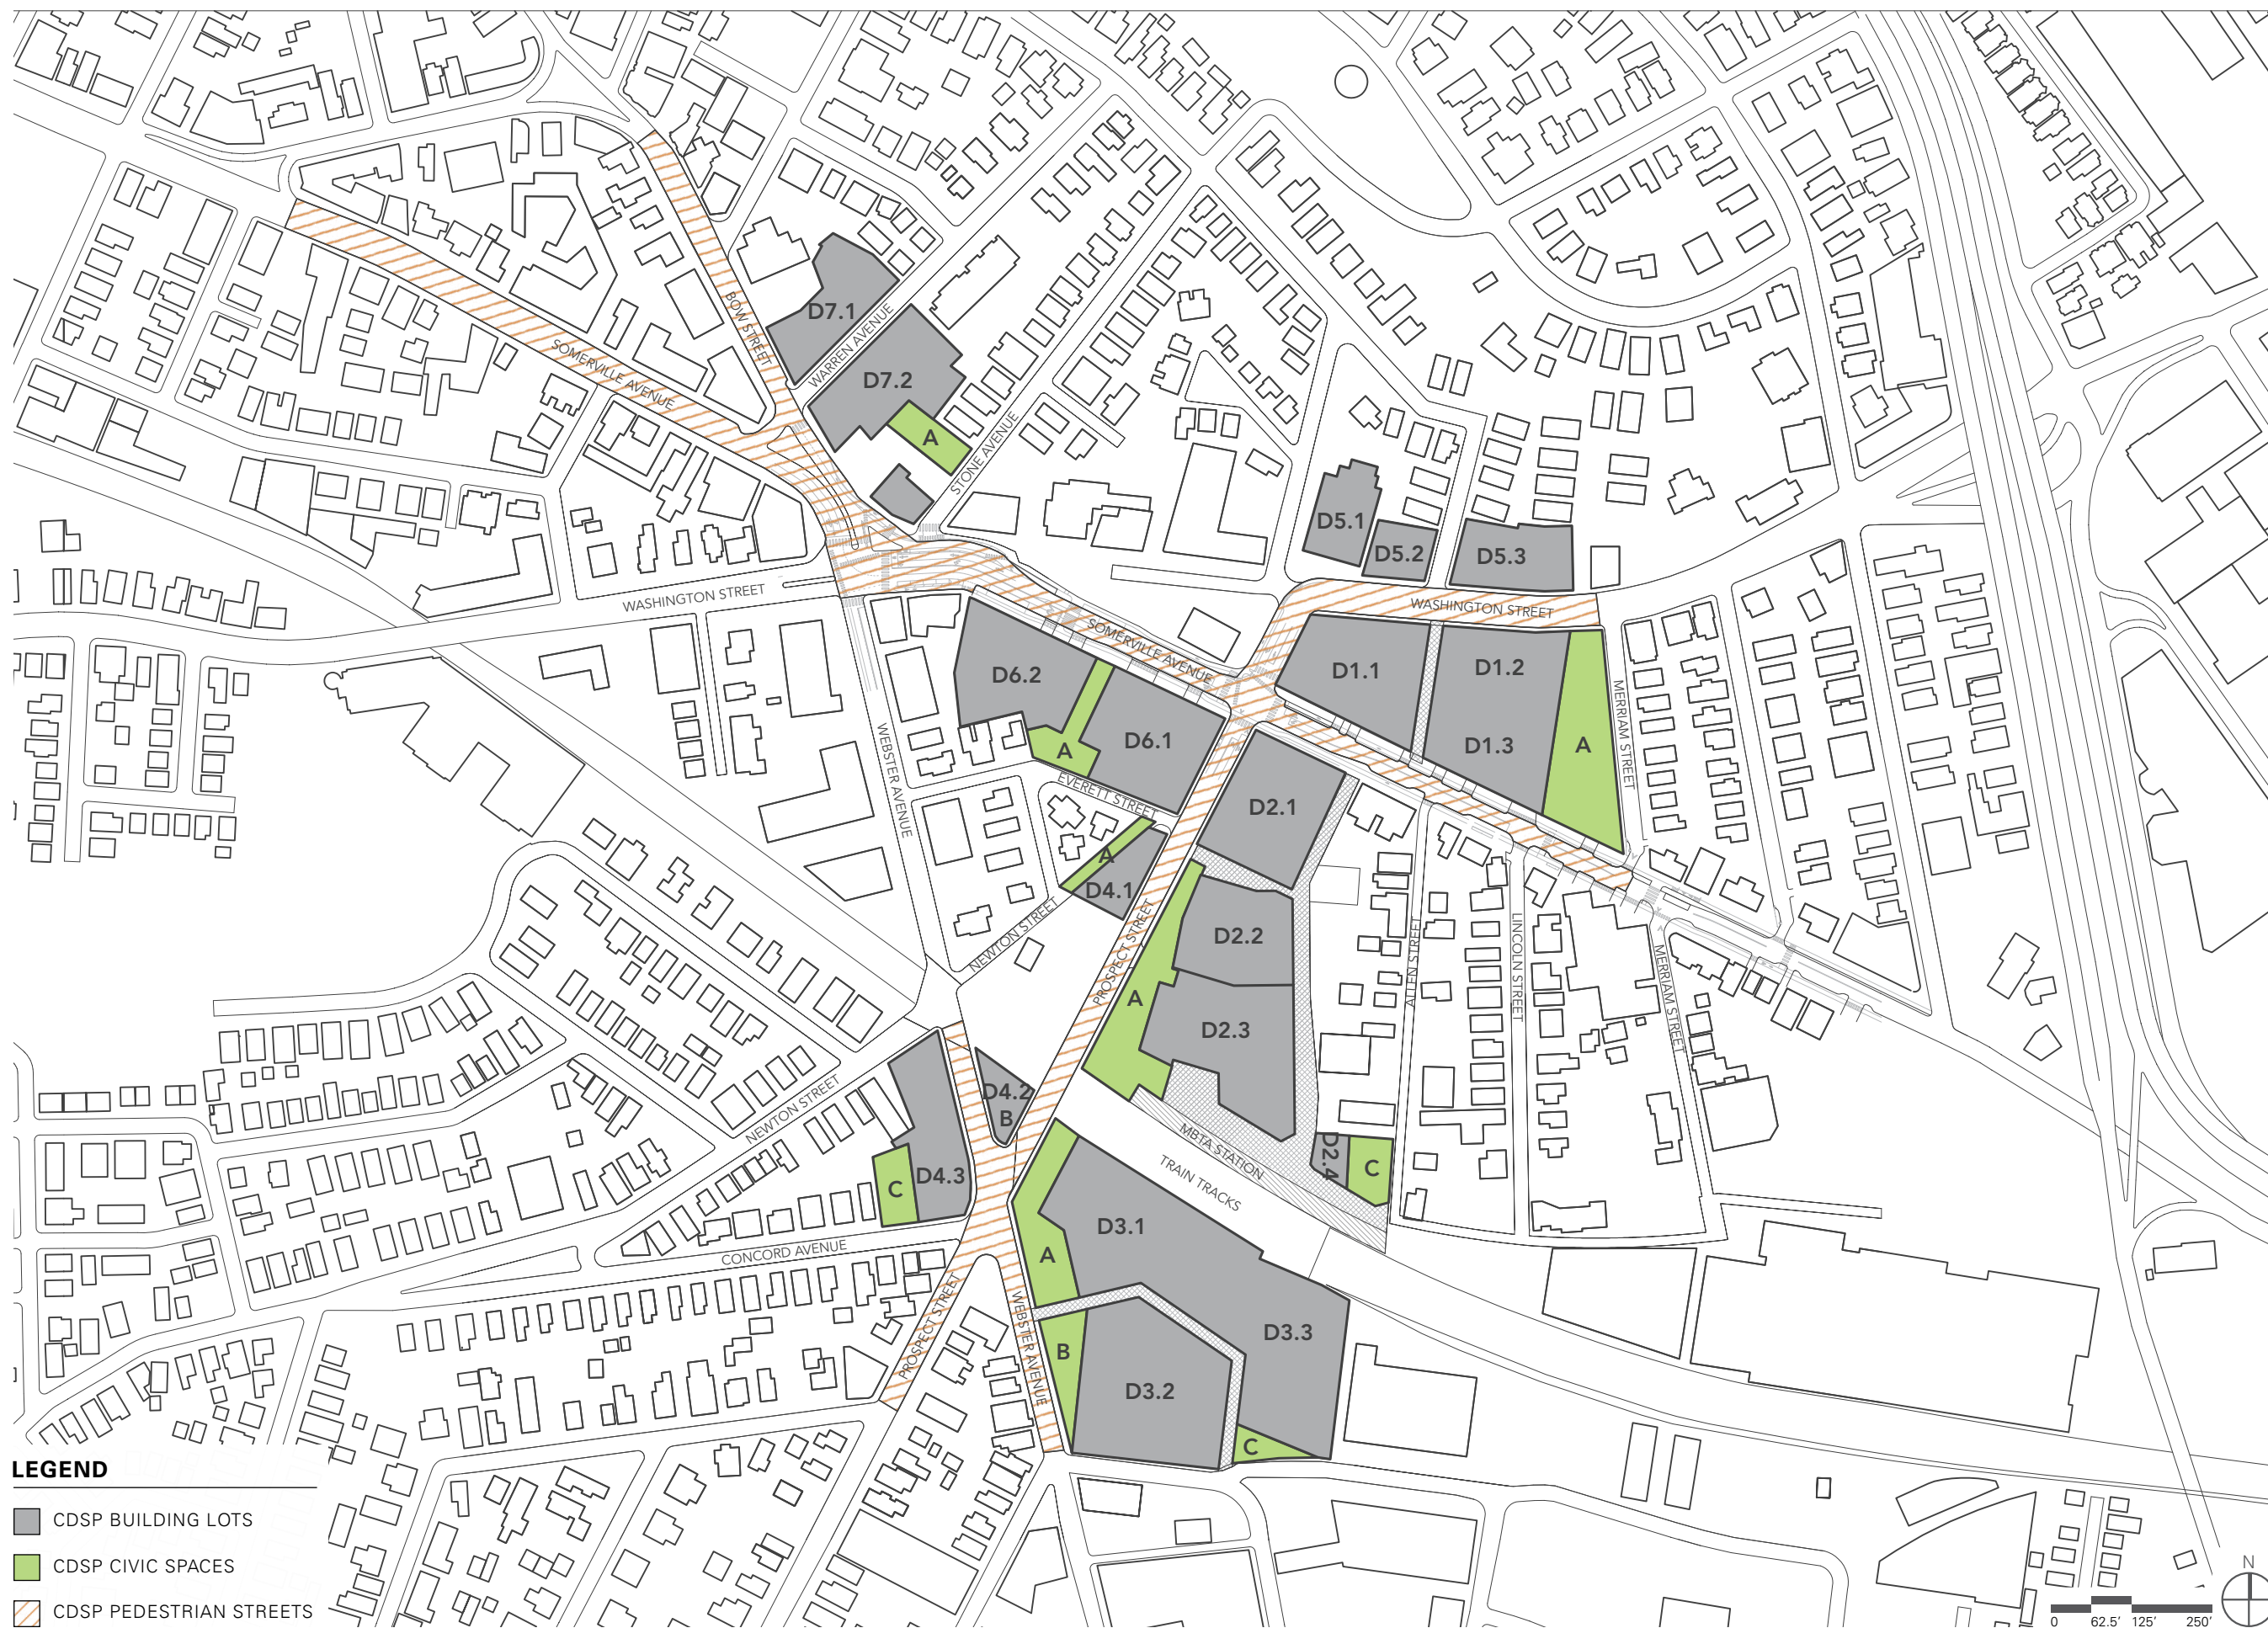 BOW STREET
D7.1
WARREN AVENUE
SOMERVILLE AVENUE
D7.2
A
STONE AVENUE
D5.1
D5.2
D5.3
WASHINGTON STREET
WASHINGTON STREET
SOMERVILLE AVENUE
D6.2
A
D6.1
D1.1
D1.2
D1.3
A
MERRIAM STREET
WEBSTER AVENUE
EVERETT STREET
D2.1
A
D4.1
NEWTON STREET
PROSPECT STREET
D2.2
A
D2.3
ALLEN STREET
LINCOLN STREET
MERRIAM STREET
NEWTON STREET
D4.2
B
D4.3
C
MBTA STATION
TRAIN TRACKS
D2.4
C
CONCORD AVENUE
D3.1
A
PROSPECT STREET
WEBSTER AVENUE
B
D3.2
D3.3
C
LEGEND
CDSP BUILDING LOTS
CDSP CIVIC SPACES
CDSP PEDESTRIAN STREETS
N
0 62.5' 125' 250'